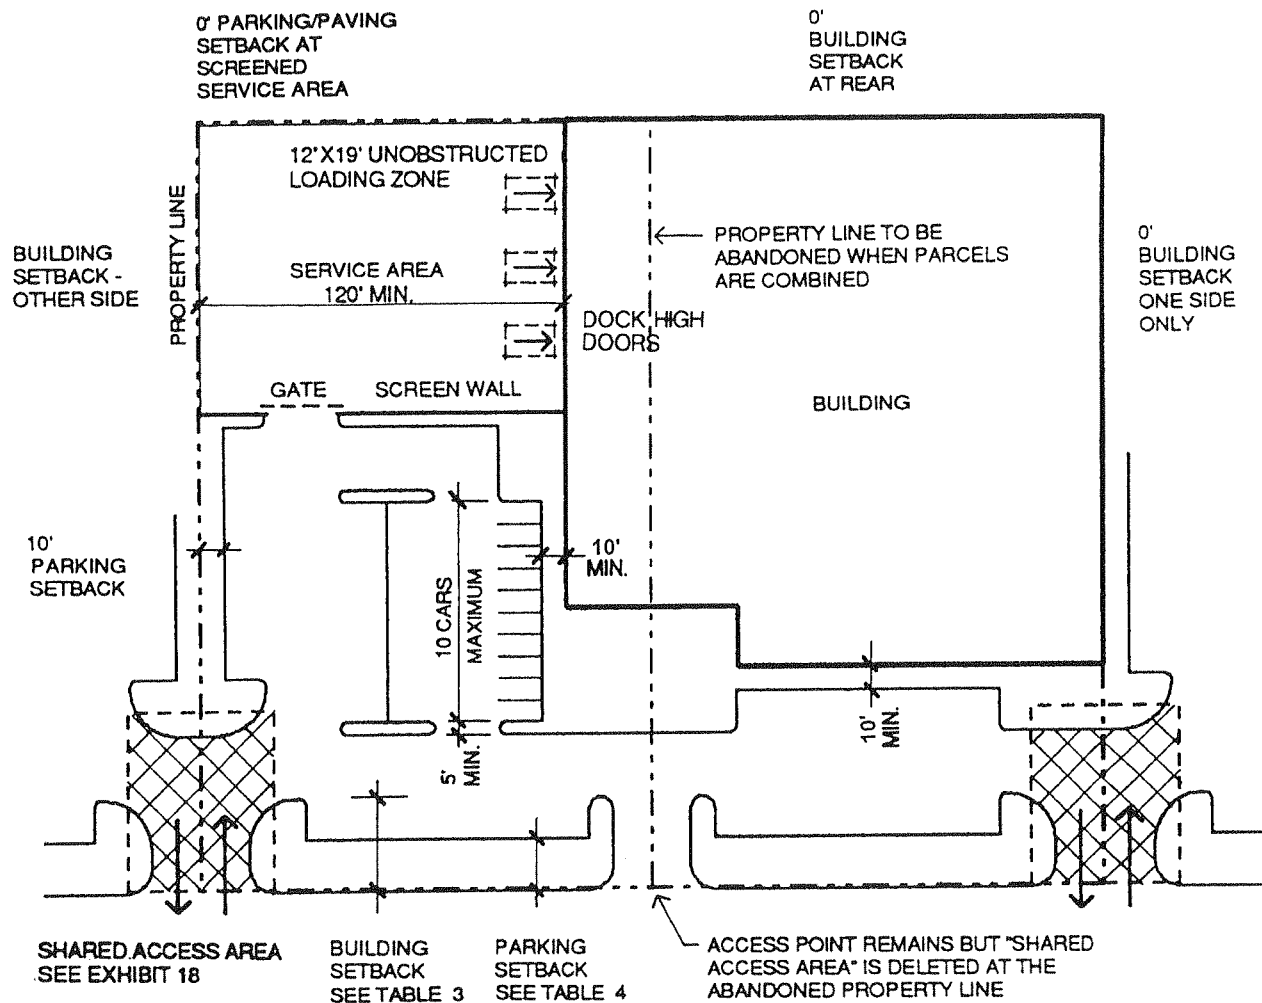 0' PARKING/PAVING
SETBACK AT
SCREENED
SERVICE AREA
0'
BUILDING
SETBACK
AT REAR
12'X19' UNOBSTRUCTED
LOADING ZONE
PROPERTY LINE
BUILDING
SETBACK -
OTHER SIDE
SERVICE AREA
120' MIN.
PROPERTY LINE TO BE
ABANDONED WHEN PARCELS
ARE COMBINED
0'
BUILDING
SETBACK
ONE SIDE
ONLY
DOCK HIGH
DOORS
GATE
SCREEN WALL
BUILDING
10'
PARKING
SETBACK
10 CARS
MAXIMUM
10'
MIN.
5'
MIN.
10'
MIN.
SHARED ACCESS AREA
SEE EXHIBIT 18
BUILDING
SETBACK
SEE TABLE 3
PARKING
SETBACK
SEE TABLE 4
ACCESS POINT REMAINS BUT "SHARED
ACCESS AREA" IS DELETED AT THE
ABANDONED PROPERTY LINE